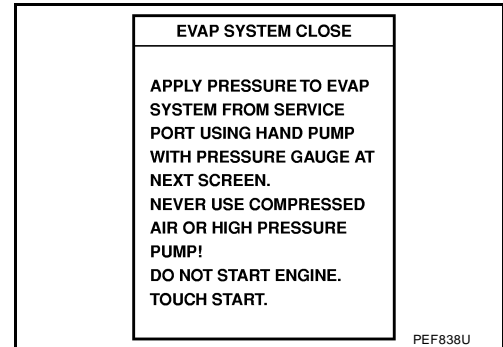 EVAP SYSTEM CLOSE
APPLY PRESSURE TO EVAP
SYSTEM FROM SERVICE
PORT USING HAND PUMP
WITH PRESSURE GAUGE AT
NEXT SCREEN.
NEVER USE COMPRESSED
AIR OR HIGH PRESSURE
PUMP!
DO NOT START ENGINE.
TOUCH START.
PEF838U